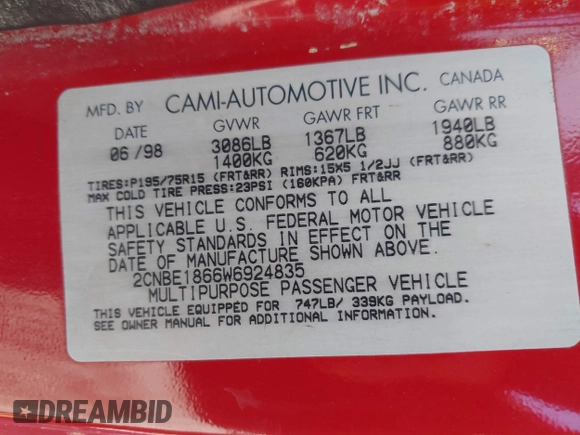 MFD. BY CAMI-AUTOMOTIVE INC. CANADA
DATE GVWR GAWR FRT GAWR RR
06/98 3086LB 1367LB 1940LB
1400KG 620KG 880KG
TIRES:P195/75R15 (FRT&RR) RIMS:15X5 1/2JJ (FRT&RR)
MAX COLD TIRE PRESS:23PSI (160KPA) FRT&RR
THIS VEHICLE CONFORMS TO ALL
APPLICABLE U.S. FEDERAL MOTOR VEHICLE
SAFETY STANDARDS IN EFFECT ON THE
DATE OF MANUFACTURE SHOWN ABOVE.
2CNBE1866W6924835
MULTIPURPOSE PASSENGER VEHICLE
THIS VEHICLE EQUIPPED FOR 747LB/ 339KG PAYLOAD.
SEE OWNER MANUAL FOR ADDITIONAL INFORMATION.
DREAMBID